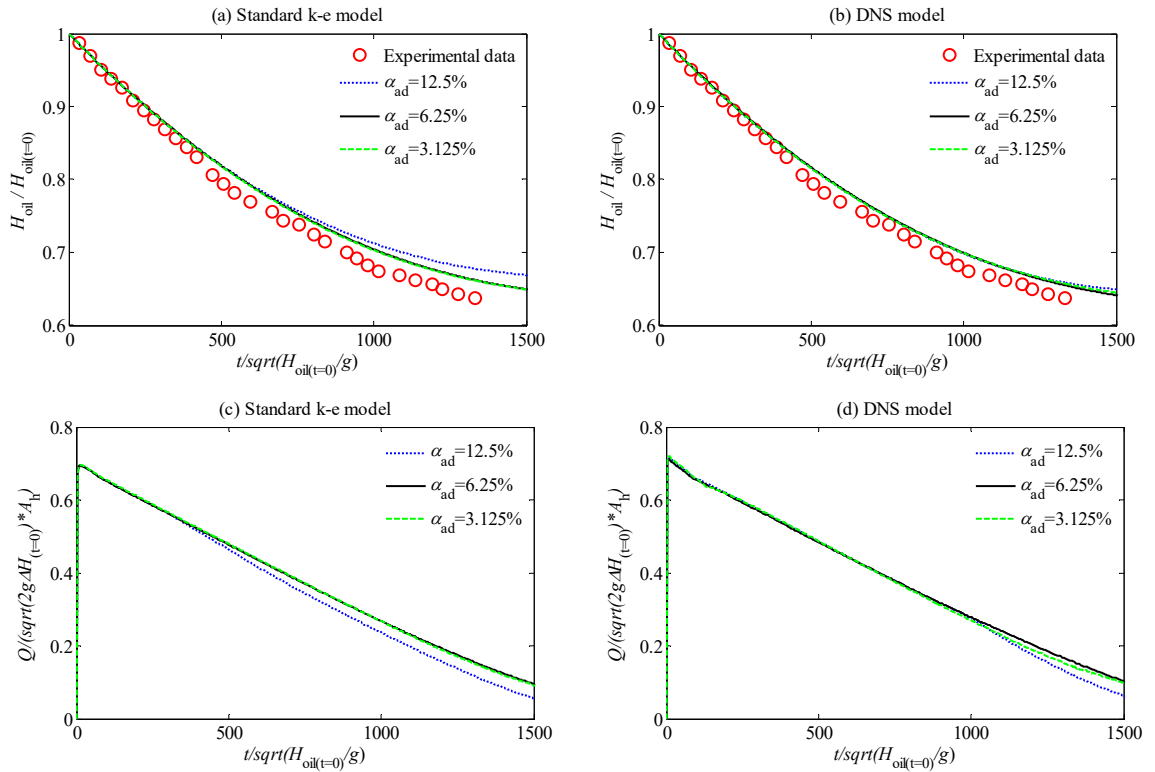 (a) Standard k-e model
1
0.9
0.8
0.7
0.6
H_oil / H_oil(t=0)
Experimental data
α_ad=12.5%
α_ad=6.25%
α_ad=3.125%
0
500
1000
1500
t/sqrt(H_oil(t=0)/g)
(b) DNS model
1
0.9
0.8
0.7
0.6
H_oil / H_oil(t=0)
Experimental data
α_ad=12.5%
α_ad=6.25%
α_ad=3.125%
0
500
1000
1500
t/sqrt(H_oil(t=0)/g)
(c) Standard k-e model
0.8
0.6
0.4
0.2
0
Q/(sqrt(2gΔH_(t=0))*A_h)
α_ad=12.5%
α_ad=6.25%
α_ad=3.125%
0
500
1000
1500
t/sqrt(H_oil(t=0)/g)
(d) DNS model
0.8
0.6
0.4
0.2
0
Q/(sqrt(2gΔH_(t=0))*A_h)
α_ad=12.5%
α_ad=6.25%
α_ad=3.125%
0
500
1000
1500
t/sqrt(H_oil(t=0)/g)